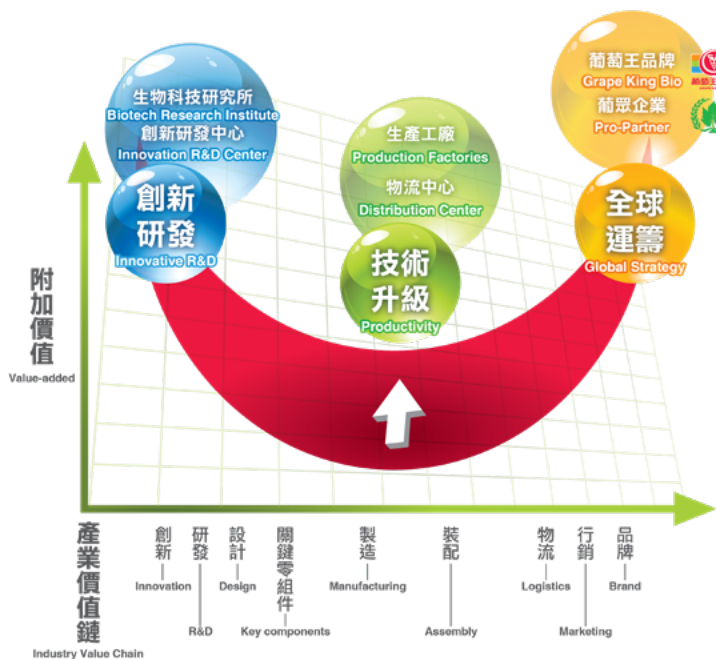 生物科技研究所
Biotech Research Institute
創新研發中心
Innovation R&D Center
創新
研發
Innovative R&D
生產工廠
Production Factories
物流中心
Distribution Center
技術
升級
Productivity
葡萄王品牌
Grape King Bio
葡眾企業
Pro-Partner
葡萄王
全球
運籌
Global Strategy
附加價值
Value-added
產業價值鏈
Industry Value Chain
創新
Innovation
研發
R&D
設計
Design
關鍵零組件
Key components
製造
Manufacturing
裝配
Assembly
物流
Logistics
行銷
Marketing
品牌
Brand